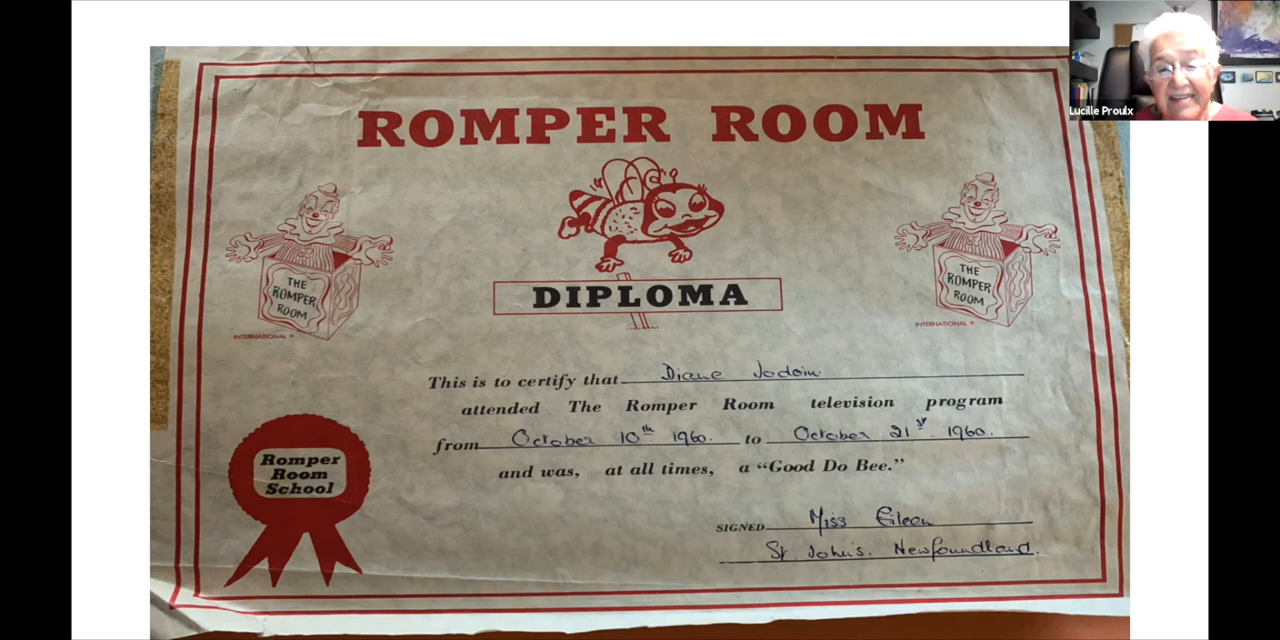 Lucille Proulx
ROMPER ROOM
THE
ROMPER
ROOM
INTERNATIONAL ®
THE
ROMPER
ROOM
INTERNATIONAL ®
DIPLOMA
This is to certify that Diane Jodoin
attended The Romper Room television program
from October 10th 1960. to October 21st. 1960.
and was, at all times, a “Good Do Bee.”
Romper
Room
School
SIGNED Miss Eileen
St. John's. Newfoundland.